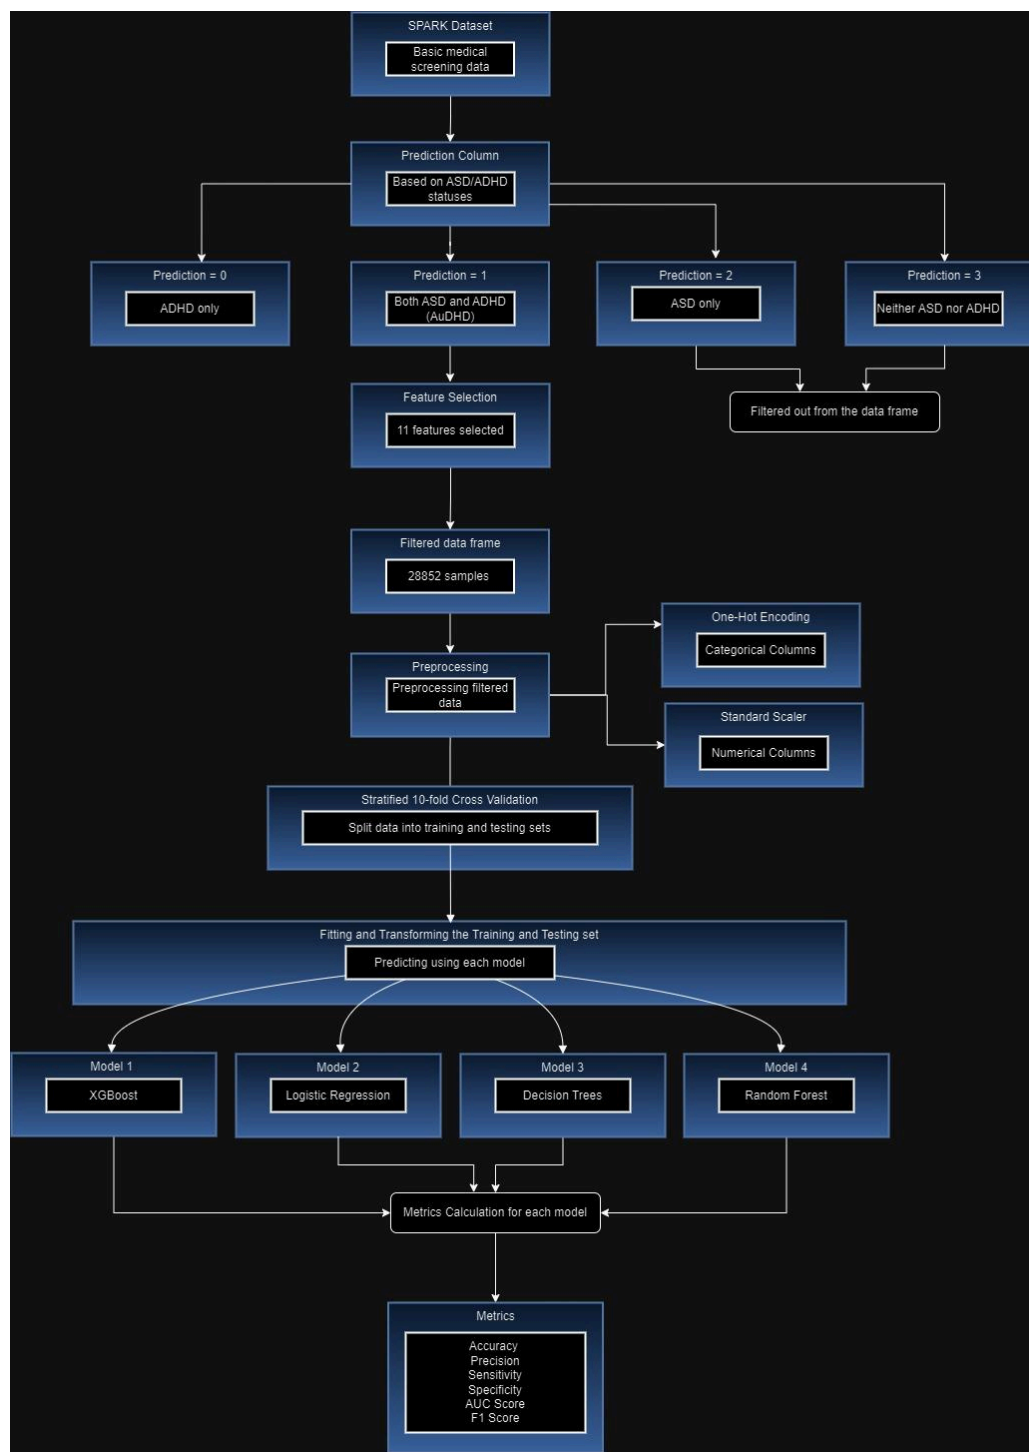 SPARK Dataset
Basic medical
screening data
Prediction Column
Based on ASD/ADHD
statuses
Prediction = 0
ADHD only
Prediction = 1
Both ASD and ADHD
(AuDHD)
Prediction = 2
ASD only
Prediction = 3
Neither ASD nor ADHD
Filtered out from the data frame
Feature Selection
11 features selected
Filtered data frame
28852 samples
Preprocessing
Preprocessing filtered
data
One-Hot Encoding
Categorical Columns
Standard Scaler
Numerical Columns
Stratified 10-fold Cross Validation
Split data into training and testing sets
Fitting and Transforming the Training and Testing set
Predicting using each model
Model 1
XGBoost
Model 2
Logistic Regression
Model 3
Decision Trees
Model 4
Random Forest
Metrics Calculation for each model
Metrics
Accuracy
Precision
Sensitivity
Specificity
AUC Score
F1 Score